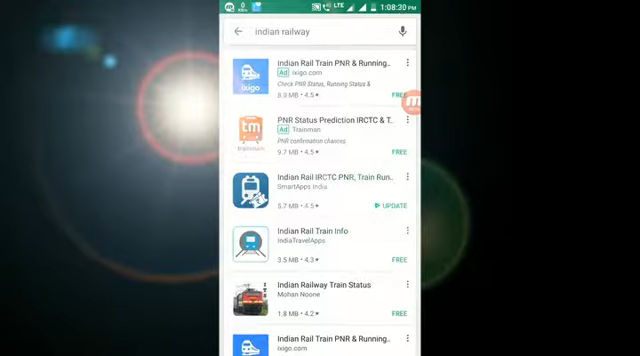 LTE 1:08:30 PM
indian railway
Indian Rail Train PNR & Running..
Ad ixigo.com
Check PNR Status, Running Status &
8.9 MB • 4.5★ FREE
ixigo
PNR Status Prediction IRCTC & T..
Ad Trainman
PNR confirmation chances
9.7 MB • 4.5★ FREE
tm
trainman
Indian Rail IRCTC PNR, Train Run..
SmartApps India
5.7 MB • 4.5★ UPDATE
Indian Rail Train Info
IndiaTravelApps
3.5 MB • 4.3★ FREE
Indian Railway Train Status
Mohan Noone
1.8 MB • 4.2★ FREE
Indian Rail Train PNR & Running..
ixigo.com